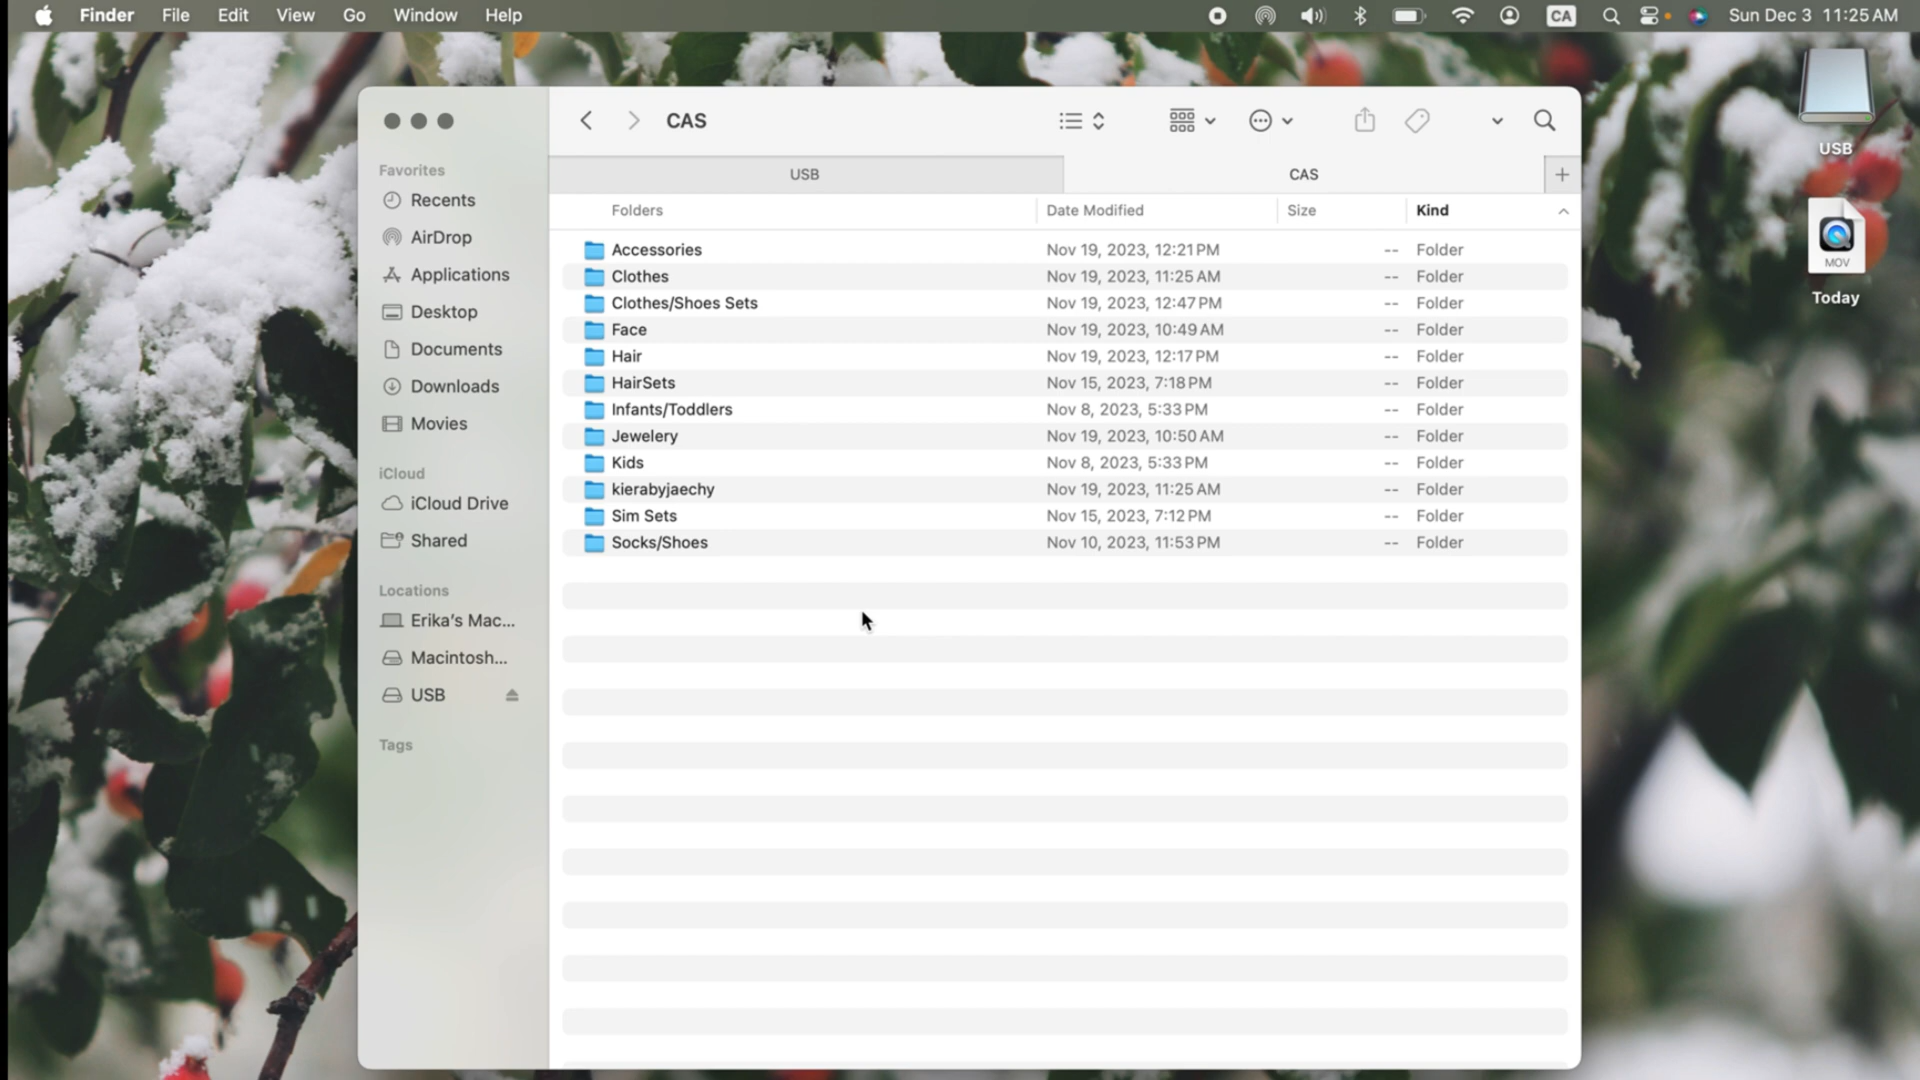 Finder File Edit View Go Window Help CA Sun Dec 3 11:25 AM
CAS
USB CAS
Favorites
Recents
AirDrop
Applications
Desktop
Documents
Downloads
Movies
iCloud
iCloud Drive
Shared
Locations
Erika's Mac...
Macintosh...
USB
Tags
Folders Date Modified Size Kind
Accessories Nov 19, 2023, 12:21 PM -- Folder
Clothes Nov 19, 2023, 11:25 AM -- Folder
Clothes/Shoes Sets Nov 19, 2023, 12:47 PM -- Folder
Face Nov 19, 2023, 10:49 AM -- Folder
Hair Nov 19, 2023, 12:17 PM -- Folder
HairSets Nov 15, 2023, 7:18 PM -- Folder
Infants/Toddlers Nov 8, 2023, 5:33 PM -- Folder
Jewelery Nov 19, 2023, 10:50 AM -- Folder
Kids Nov 8, 2023, 5:33 PM -- Folder
kierabyjaechy Nov 19, 2023, 11:25 AM -- Folder
Sim Sets Nov 15, 2023, 7:12 PM -- Folder
Socks/Shoes Nov 10, 2023, 11:53 PM -- Folder
USB
MOV
Today